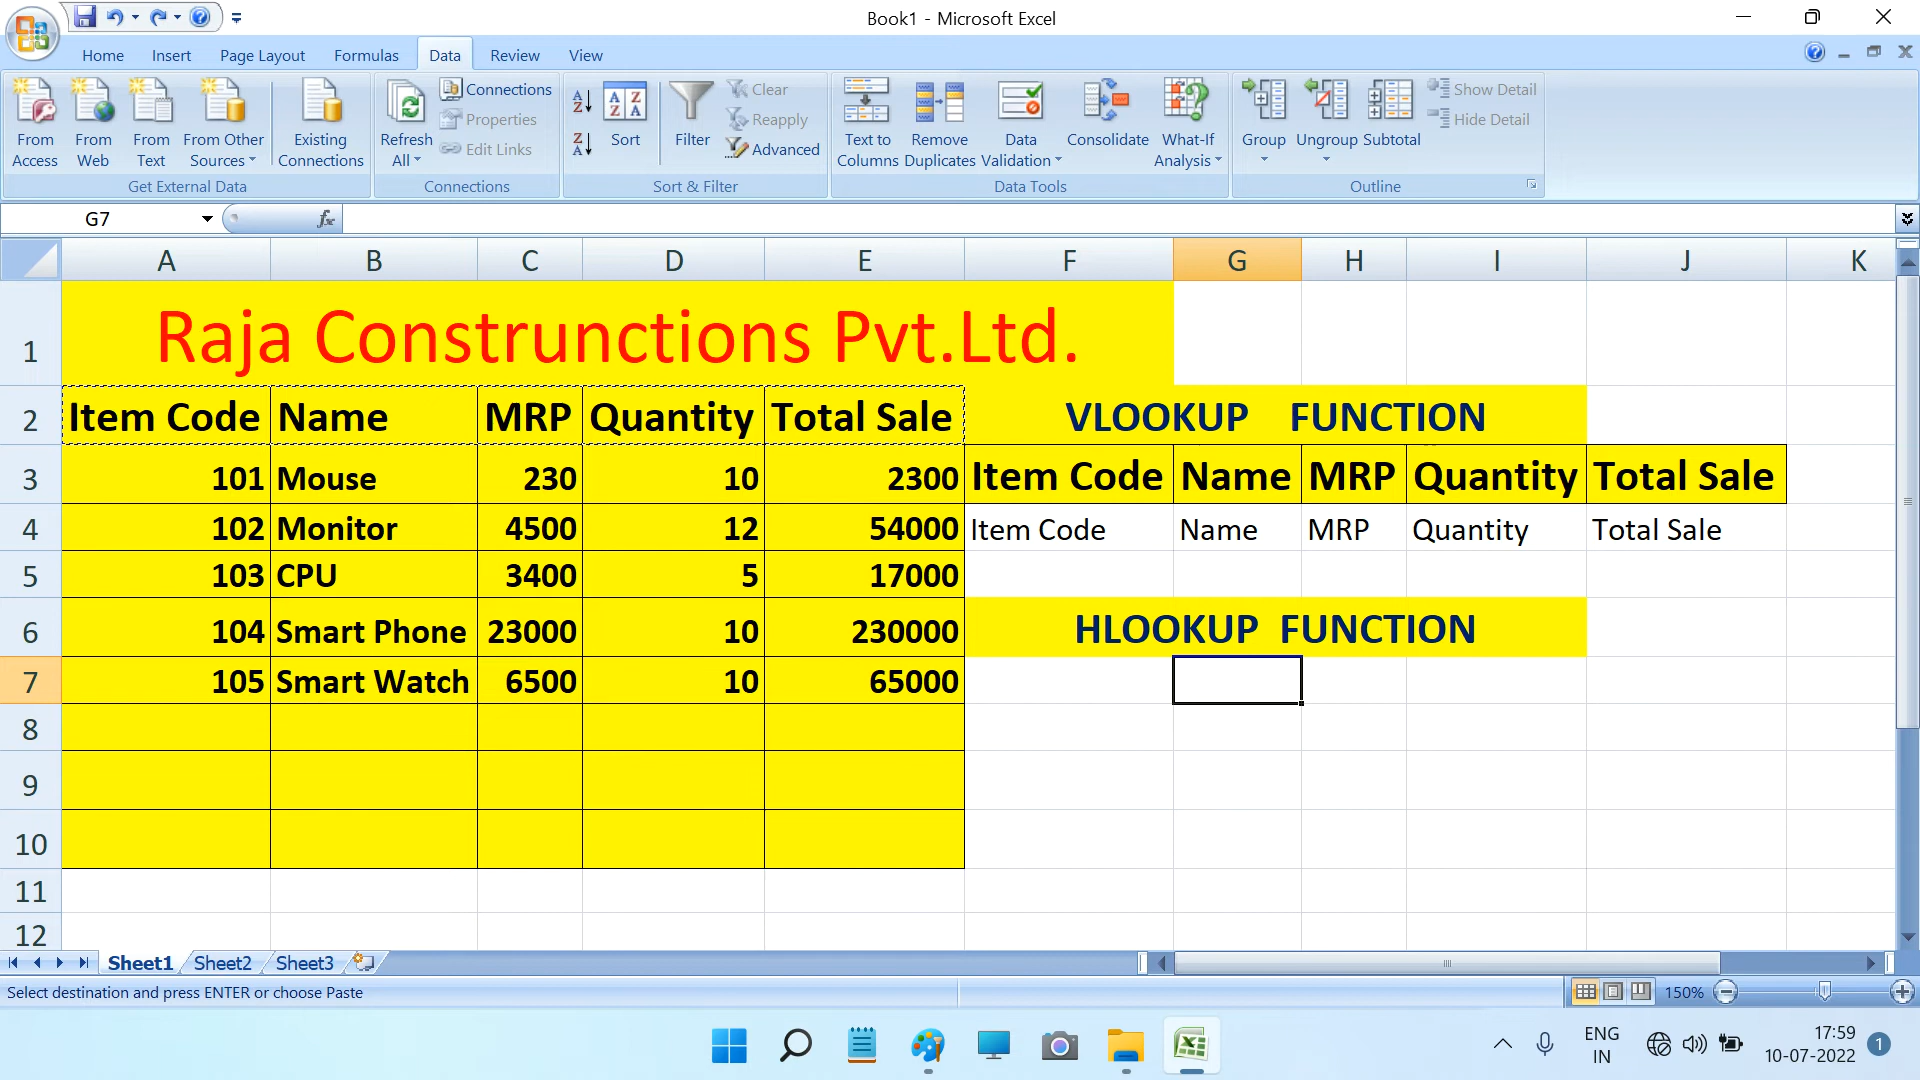 Book1 - Microsoft Excel
Home Insert Page Layout Formulas Data Review View
From Access
From Web
From Text
From Other Sources
Existing Connections
Get External Data
Refresh All
Connections
Properties
Edit Links
Connections
A Z
Z A
A Z Z A
Sort
Filter
Clear
Reapply
Advanced
Sort & Filter
Text to Columns
Remove Duplicates
Data Validation
Consolidate
What-If Analysis
Data Tools
Group
Ungroup
Subtotal
Show Detail
Hide Detail
Outline
G7 fx
A B C D E F G H I J K
1 Raja Construnctions Pvt.Ltd.
2 Item Code Name MRP Quantity Total Sale VLOOKUP FUNCTION
3 101 Mouse 230 10 2300 Item Code Name MRP Quantity Total Sale
4 102 Monitor 4500 12 54000 Item Code Name MRP Quantity Total Sale
5 103 CPU 3400 5 17000
6 104 Smart Phone 23000 10 230000 HLOOKUP FUNCTION
7 105 Smart Watch 6500 10 65000
8
9
10
11
12
Sheet1 Sheet2 Sheet3
Select destination and press ENTER or choose Paste 150%
ENG 17:59
IN 10-07-2022 1